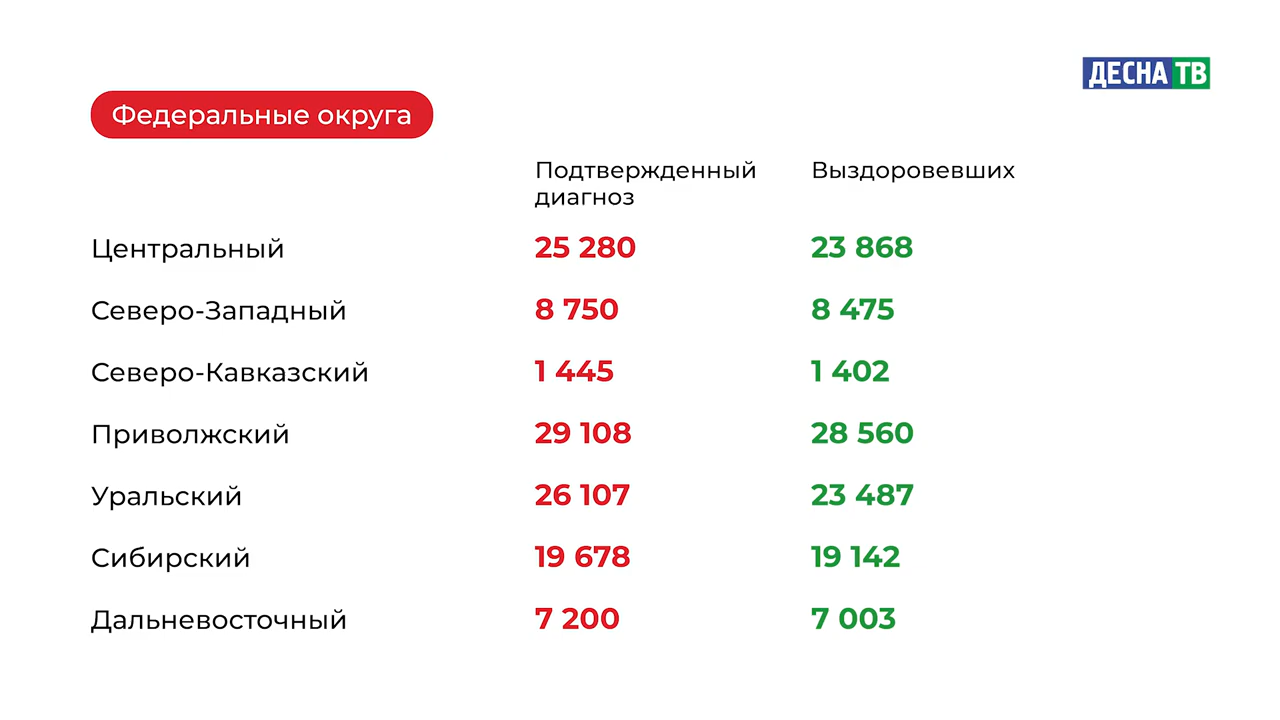 ДЕСНА ТВ
Федеральные округа
Подтвержденный Выздоровевших
диагноз
Центральный 25 280 23 868
Северо-Западный 8 750 8 475
Северо-Кавказский 1 445 1 402
Приволжский 29 108 28 560
Уральский 26 107 23 487
Сибирский 19 678 19 142
Дальневосточный 7 200 7 003